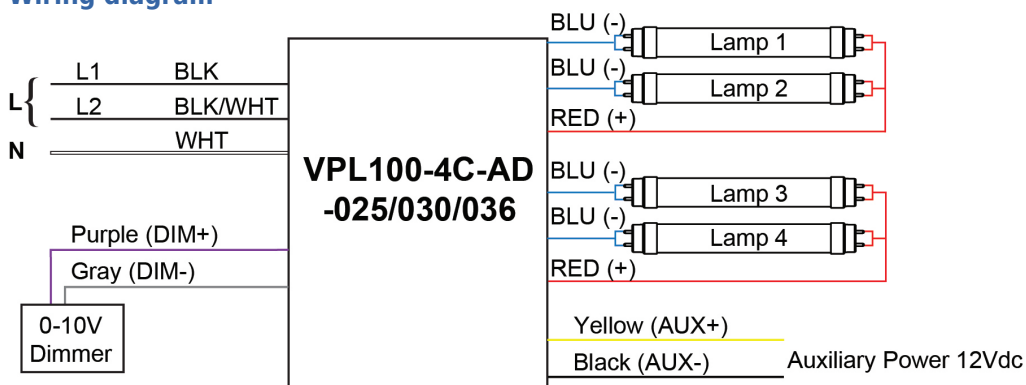 Wiring diagram
L1 BLK
L
L2 BLK/WHT
N
WHT
Purple (DIM+)
Gray (DIM-)
0-10V
Dimmer
VPL100-4C-AD
-025/030/036
BLU (-)
Lamp 1
BLU (-)
Lamp 2
RED (+)
BLU (-)
Lamp 3
BLU (-)
Lamp 4
RED (+)
Yellow (AUX+)
Black (AUX-)
Auxiliary Power 12Vdc